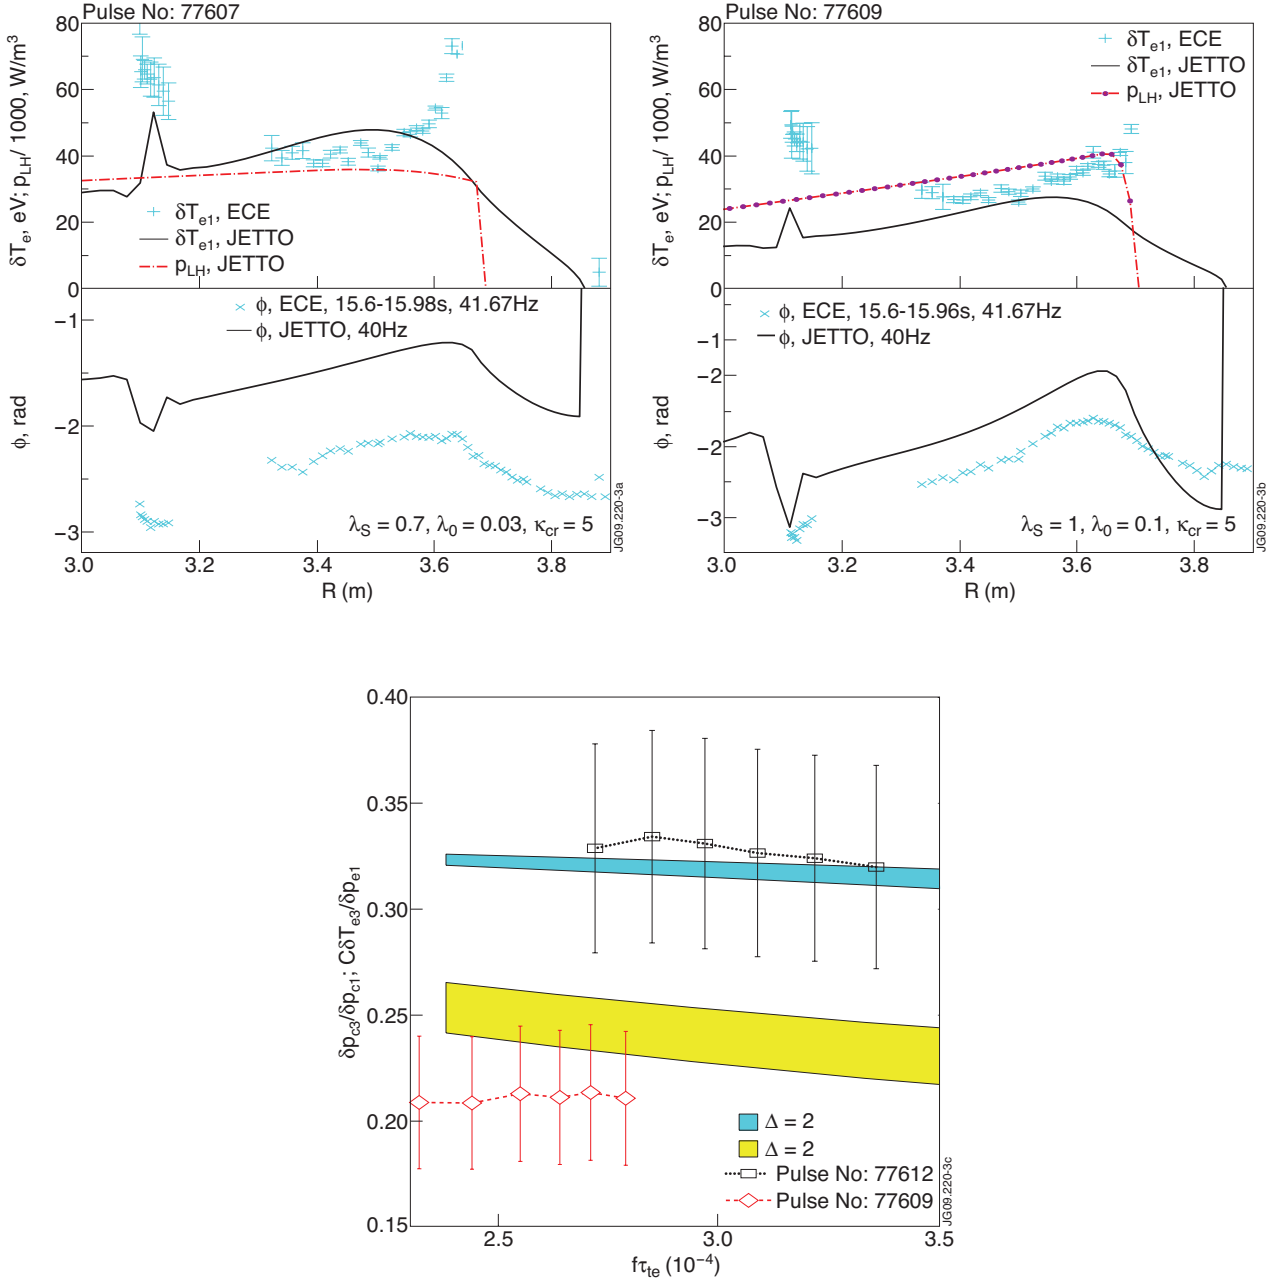 Pulse No: 77607
80
60
40
20
0
δTe, eV; pLH/ 1000, W/m³
δTe1, ECE
δTe1, JETTO
pLH, JETTO
ϕ, ECE, 15.6-15.98s, 41.67Hz
ϕ, JETTO, 40Hz
−1
−2
−3
ϕ, rad
λS = 0.7, λ0 = 0.03, κcr = 5
3.0
3.2
3.4
3.6
3.8
R (m)
JG09.220-3a
Pulse No: 77609
80
60
40
20
0
δTe, eV; pLH/ 1000, W/m³
δTe1, ECE
δTe1, JETTO
pLH, JETTO
ϕ, ECE, 15.6-15.96s, 41.67Hz
ϕ, JETTO, 40Hz
−1
−2
−2
−3
ϕ, rad
λS = 1, λ0 = 0.1, κcr = 5
3.0
3.2
3.4
3.6
3.8
R (m)
JG09.220-3b
0.40
0.35
0.30
0.25
0.20
0.15
δpc3/δpc1; CδTe3/δpe1
Δ = 2
Δ = 2
Pulse No: 77612
Pulse No: 77609
2.5
3.0
3.5
fτte (10⁻⁴)
JG09.220-3c